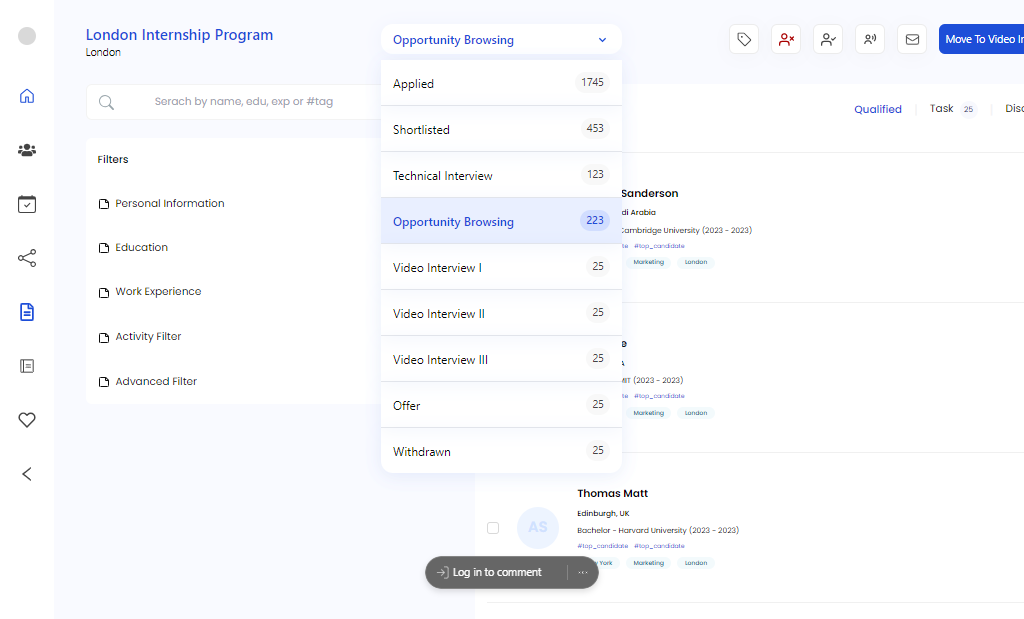 London Internship Program
London
Opportunity Browsing
Move To Video
Serach by name, edu, exp or #tag
Qualified
Task 25
Filters
Personal Information
Education
Work Experience
Activity Filter
Advanced Filter
Applied 1745
Shortlisted 453
Technical Interview 123
Opportunity Browsing 223
Video Interview I 25
Video Interview II 25
Video Interview III 25
Offer 25
Withdrawn 25
Sanderson
Arabia
Cambridge University (2023 - 2023)
#top_candidate
Marketing London
MIT (2023 - 2023)
#top_candidate
Marketing London
Thomas Matt
AS
Edinburgh, UK
Bachelor - Harvard University (2023 - 2023)
#top_candidate #top_candidate
York Marketing London
Log in to comment